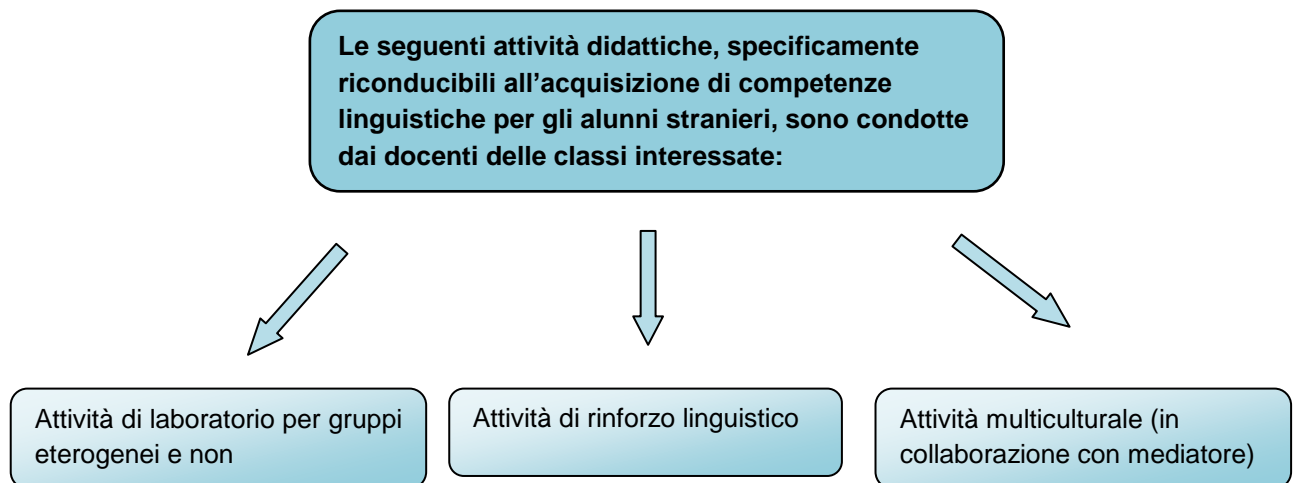 Le seguenti attività didattiche, specificamente
riconducibili all’acquisizione di competenze
linguistiche per gli alunni stranieri, sono condotte
dai docenti delle classi interessate:
Attività di laboratorio per gruppi
eterogenei e non
Attività di rinforzo linguistico
Attività multiculturale (in
collaborazione con mediatore)